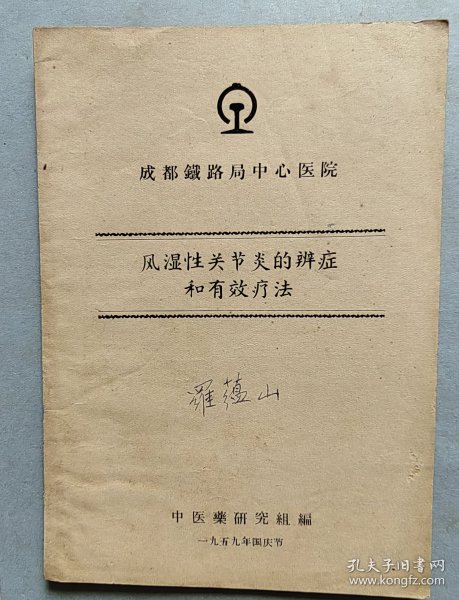 成都鐵路局中心医院
风湿性关节炎的辨症
和有效疗法
羅蕴山
中医藥研究組編
一九五九年国庆节
孔夫子旧书网
www.kongfz.com